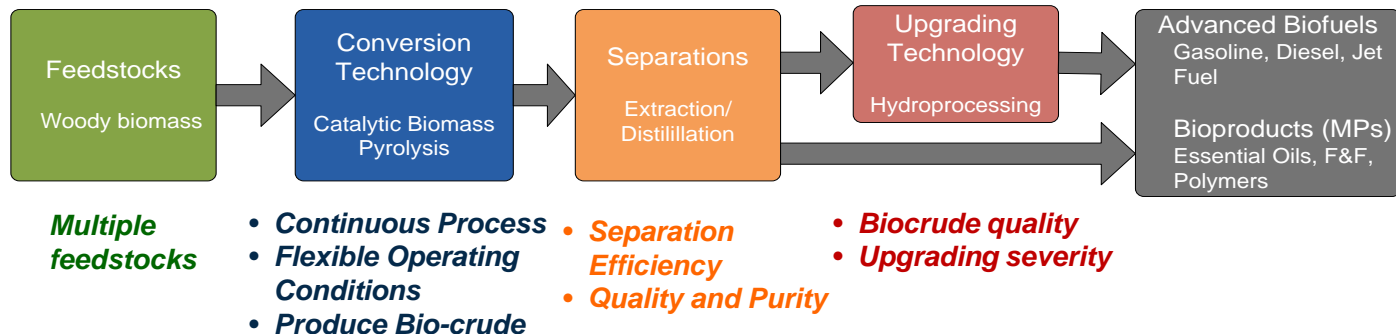 Feedstocks
Woody biomass
Conversion
Technology
Catalytic Biomass
Pyrolysis
Separations
Extraction/
Distilillation
Upgrading
Technology
Hydroprocessing
Advanced Biofuels
Gasoline, Diesel, Jet
Fuel
Bioproducts (MPs)
Essential Oils, F&F,
Polymers
Multiple
feedstocks
• Continuous Process
• Flexible Operating
Conditions
• Produce Bio-crude
• Separation
Efficiency
• Quality and Purity
• Biocrude quality
• Upgrading severity